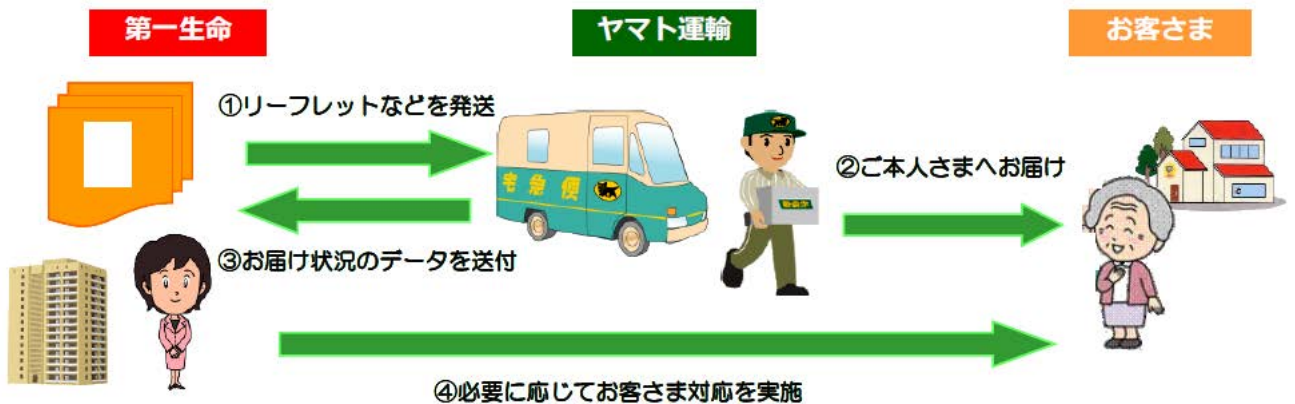 第一生命
ヤマト運輸
お客さま
①リーフレットなどを発送
②ご本人さまへお届け
宅急便
③お届け状況のデータを送付
④必要に応じてお客さま対応を実施